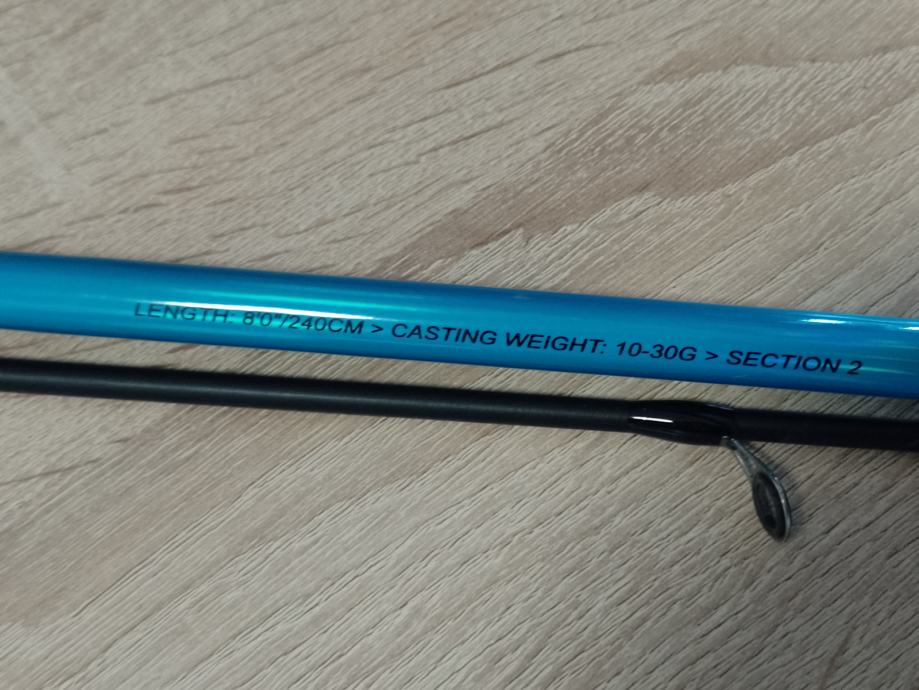 LENGTH: 8'0"/240CM > CASTING WEIGHT: 10-30G > SECTION 2